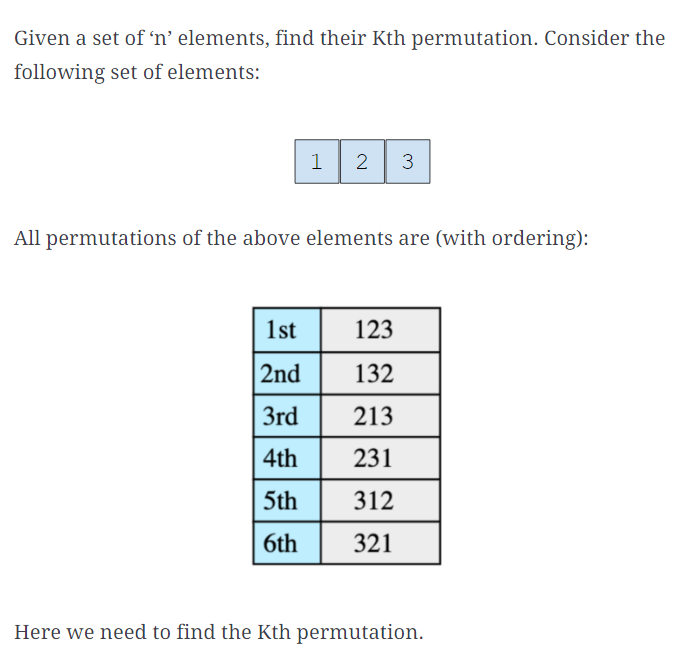 Given a set of ‘n’ elements, find their Kth permutation. Consider the
following set of elements:
1 2 3
All permutations of the above elements are (with ordering):
1st 123
2nd 132
3rd 213
4th 231
5th 312
6th 321
Here we need to find the Kth permutation.